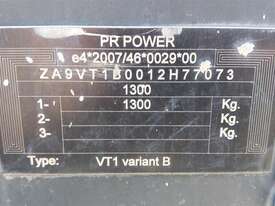 PR POWER
e4*2007/46*0029*00
ZA9VT1B0012H77073
1300
1- 1300 Kg.
2- Kg.
3- Kg.
Type: VT1 variant B